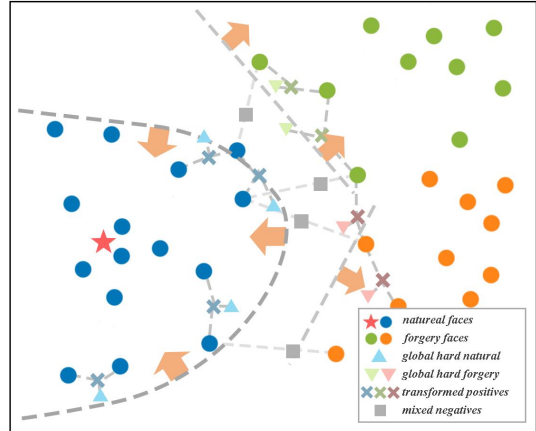 natureal faces
forgery faces
global hard natural
global hard forgery
transformed positives
mixed negatives